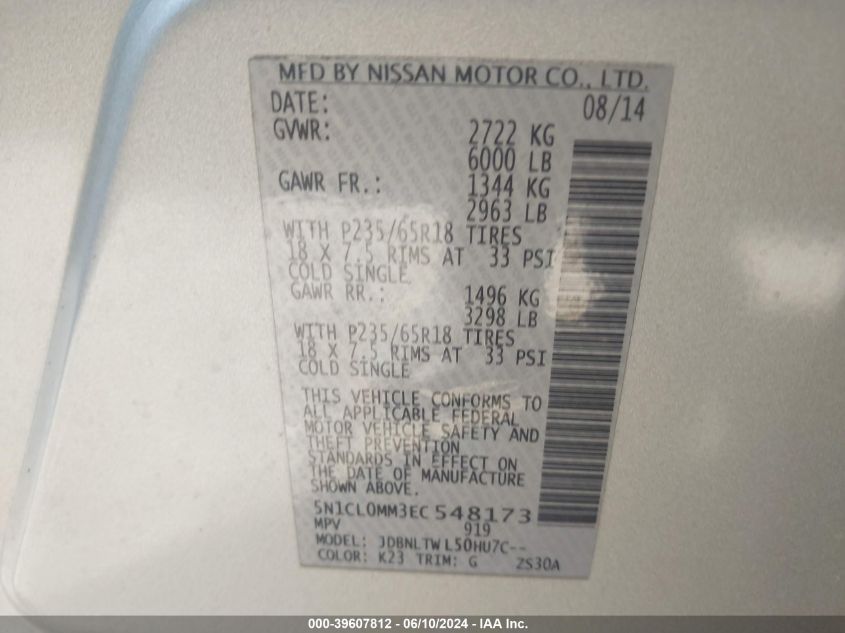 MFD BY NISSAN MOTOR CO., LTD.
DATE: 08/14
GVWR: 2722 KG
6000 LB
GAWR FR.: 1344 KG
2963 LB
WITH P235/65R18 TIRES
18 X 7.5 RIMS AT 33 PSI
COLD SINGLE
GAWR RR.: 1496 KG
3298 LB
WITH P235/65R18 TIRES
18 X 7.5 RIMS AT 33 PSI
COLD SINGLE
THIS VEHICLE CONFORMS TO
ALL APPLICABLE FEDERAL
MOTOR VEHICLE SAFETY AND
THEFT PREVENTION
STANDARDS IN EFFECT ON
THE DATE OF MANUFACTURE
SHOWN ABOVE.
5N1CL0MM3EC548173
MPV 919
MODEL: JDBNLTWL50HU7C--
COLOR: K23 TRIM: G ZS30A
000-39607812 - 06/10/2024 - IAA Inc.